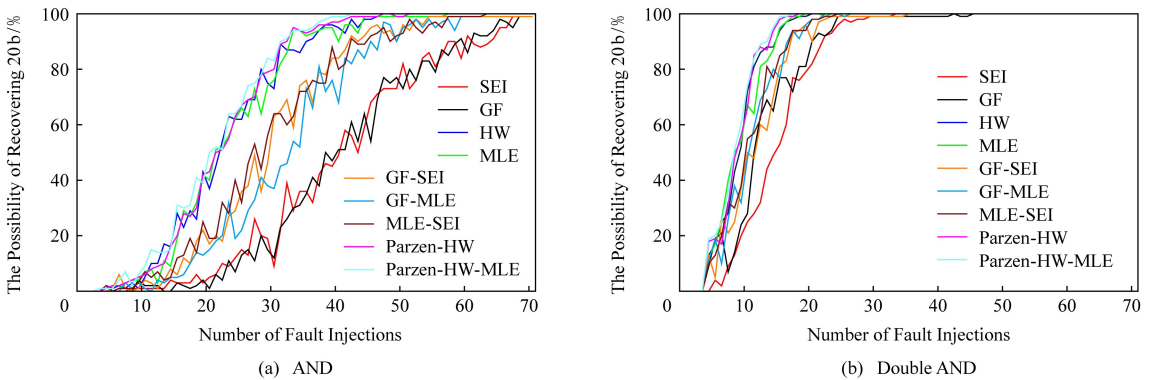 (a) AND
The Possibility of Recovering 20 b / %
100
80
60
40
20
0
10
20
30
40
50
60
70
Number of Fault Injections
SEI
GF
HW
MLE
GF-SEI
GF-MLE
MLE-SEI
Parzen-HW
Parzen-HW-MLE
(b) Double AND
The Possibility of Recovering 20 b / %
100
80
60
40
20
0
10
20
30
40
50
60
70
Number of Fault Injections
SEI
GF
HW
MLE
GF-SEI
GF-MLE
MLE-SEI
Parzen-HW
Parzen-HW-MLE